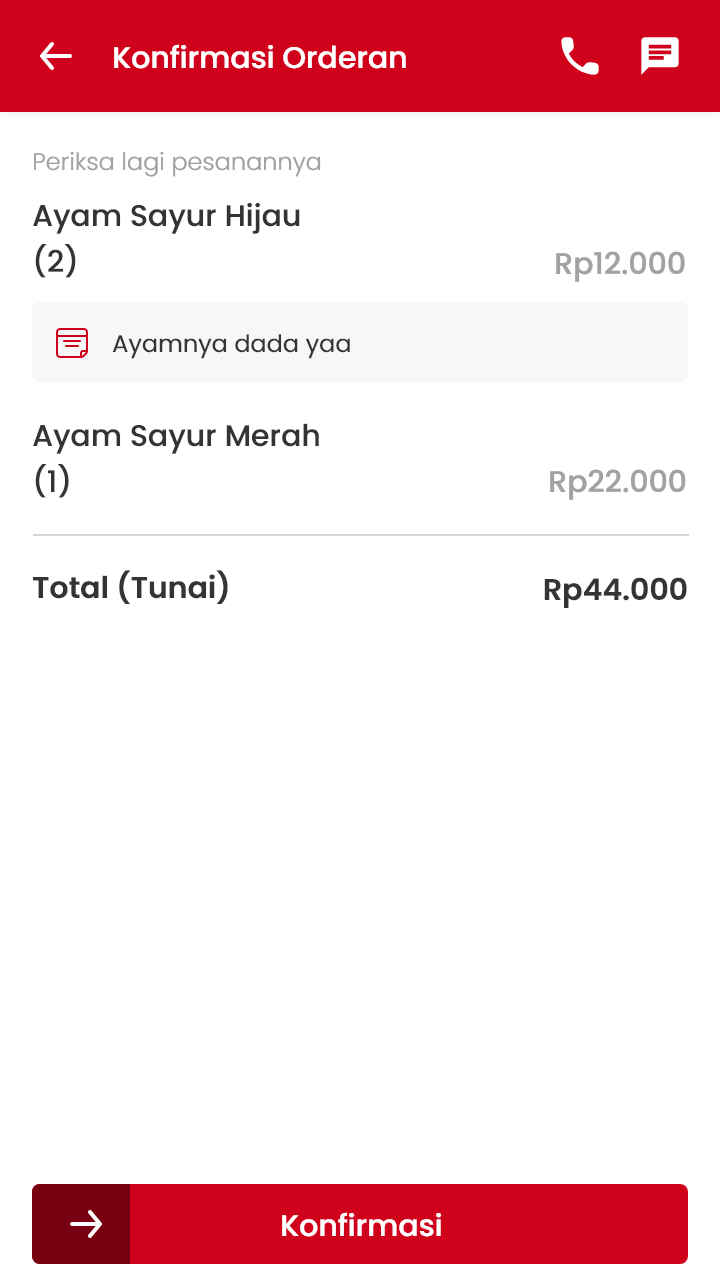 Konfirmasi Orderan
Periksa lagi pesanannya
Ayam Sayur Hijau
(2)
Rp12.000
Ayamnya dada yaa
Ayam Sayur Merah
(1)
Rp22.000
Total (Tunai)
Rp44.000
Konfirmasi